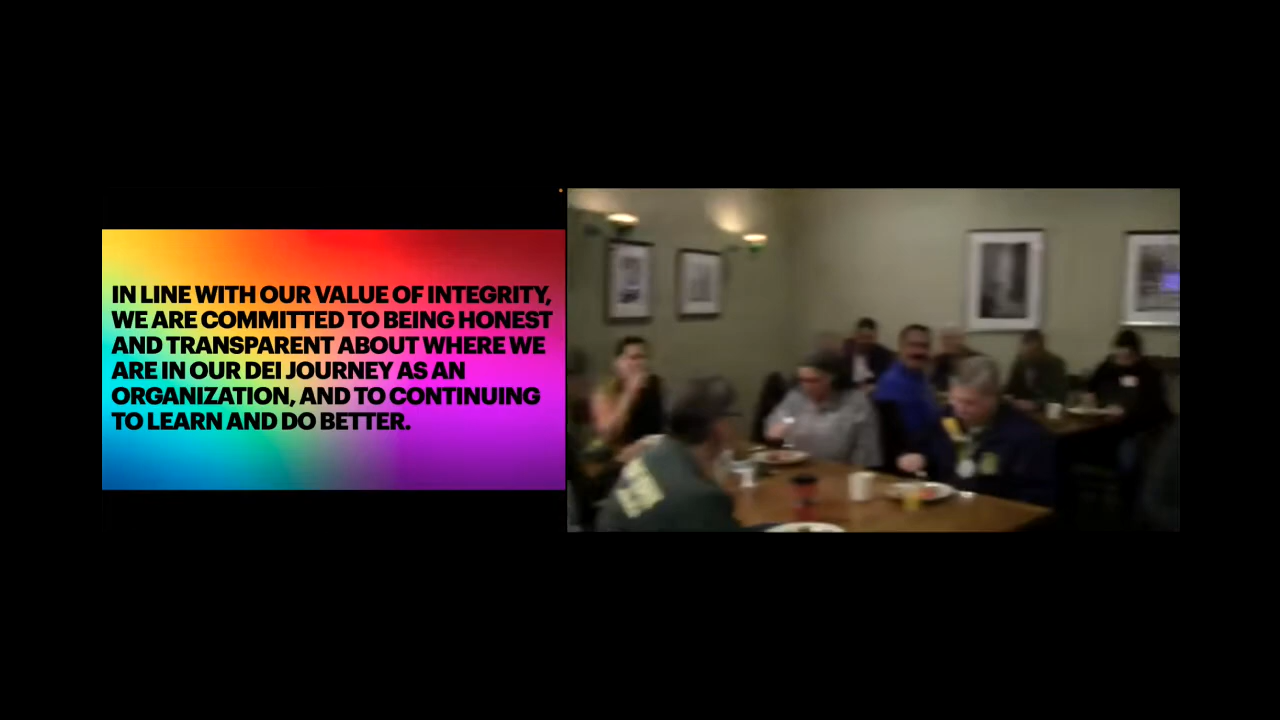 IN LINE WITH OUR VALUE OF INTEGRITY,
WE ARE COMMITTED TO BEING HONEST
AND TRANSPARENT ABOUT WHERE WE
ARE IN OUR DEI JOURNEY AS AN
ORGANIZATION, AND TO CONTINUING
TO LEARN AND DO BETTER.